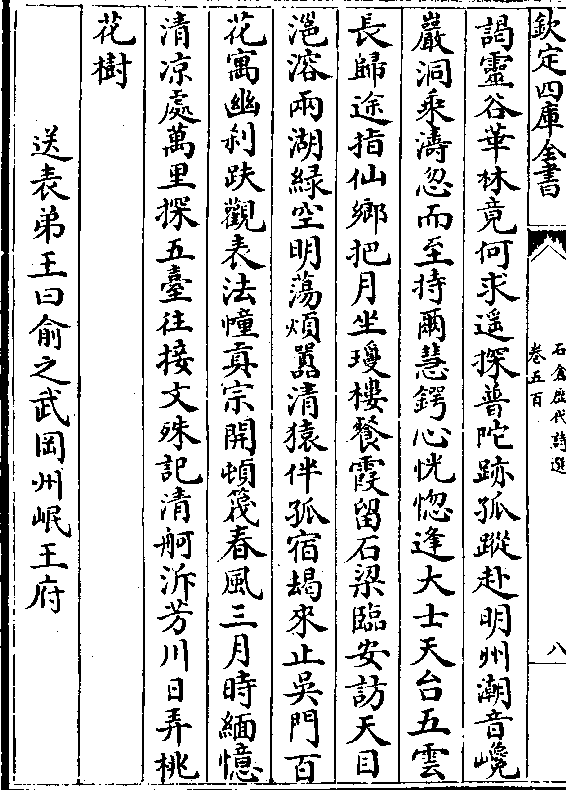 欽定四庫全書
石倉歷代詩選
卷五百
八
謁靈谷華林竟何求遥探普陀跡孤蹤赴明州潮音巉
巖洞乘濤忽而至持爾慧鍔心恍惚逢大士天台五雲
長歸途指仙鄉把月坐瓊樓餐霞留石梁臨安訪天目
滉溶兩湖緑空明蕩煩囂清猿伴孤宿朅來止吳門百
花寓幽刹趺觀表法幢真宗開頓筏春風三月時緬憶
清凉處萬里探五臺往接文殊記清舸泝芳川日弄桃
花樹
送表弟王曰俞之武岡州岷王府